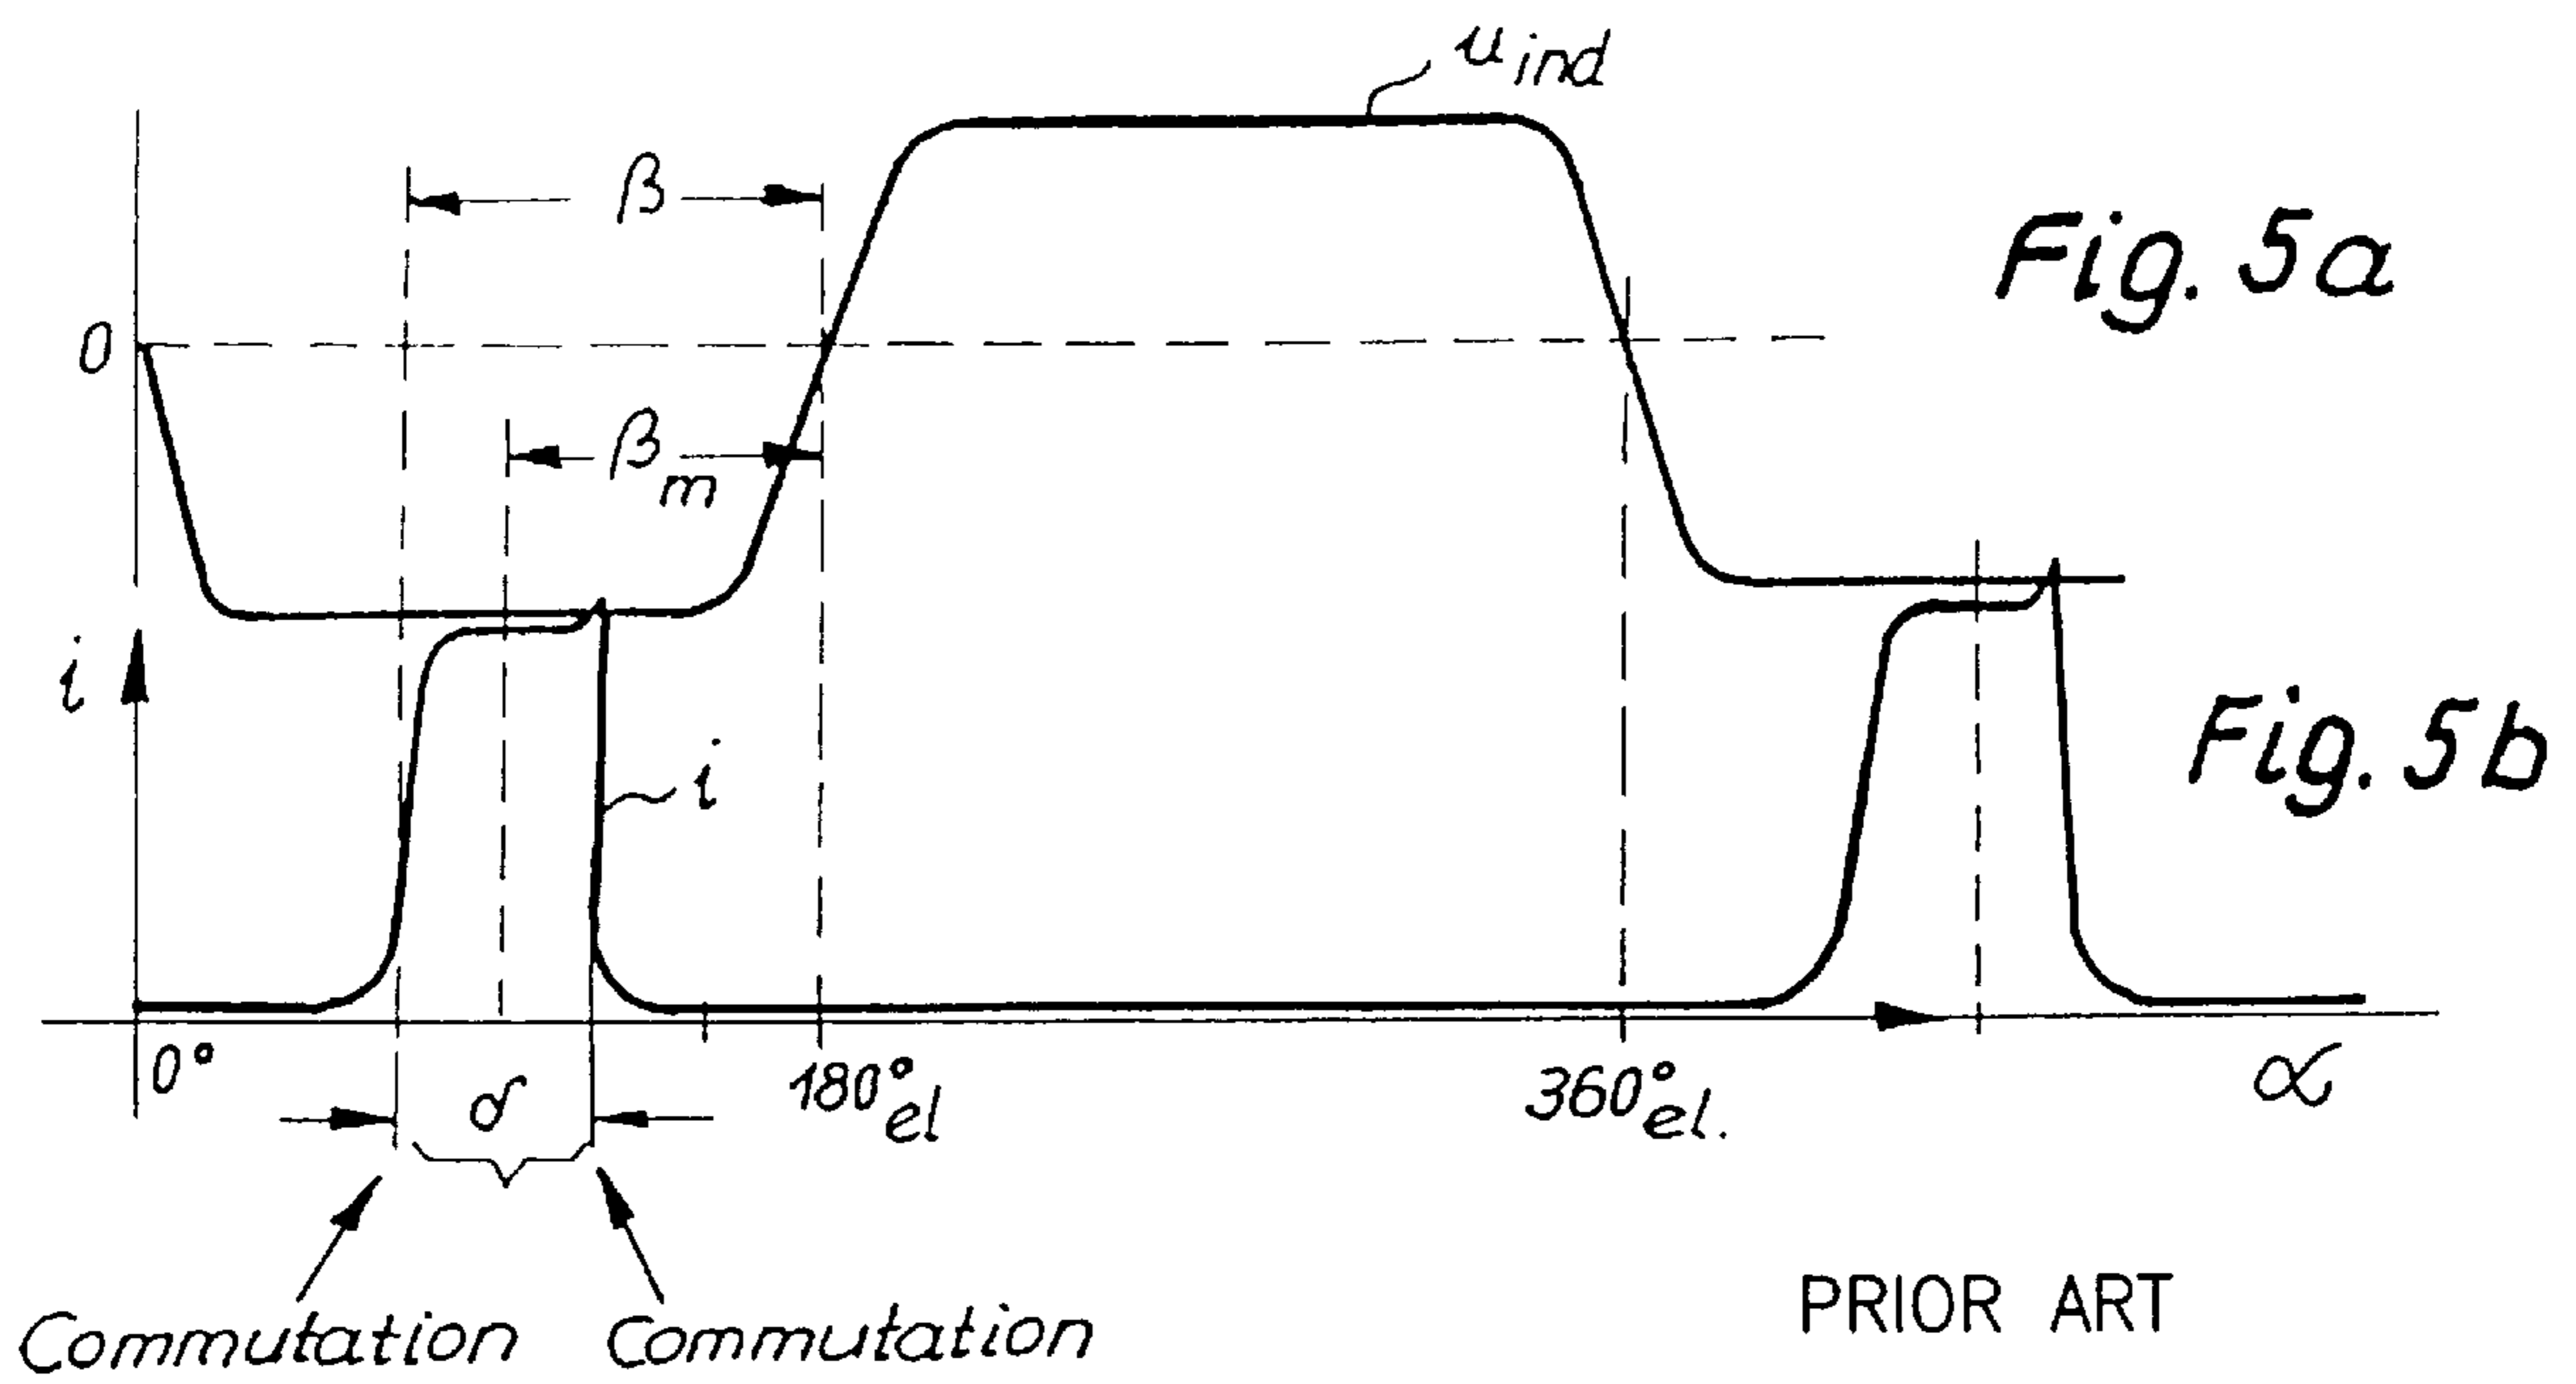 u ind
Fig. 5a
β
0
β m
i
i
Fig. 5b
0°
δ
180° el
360° el.
α
Commutation
Commutation
PRIOR ART